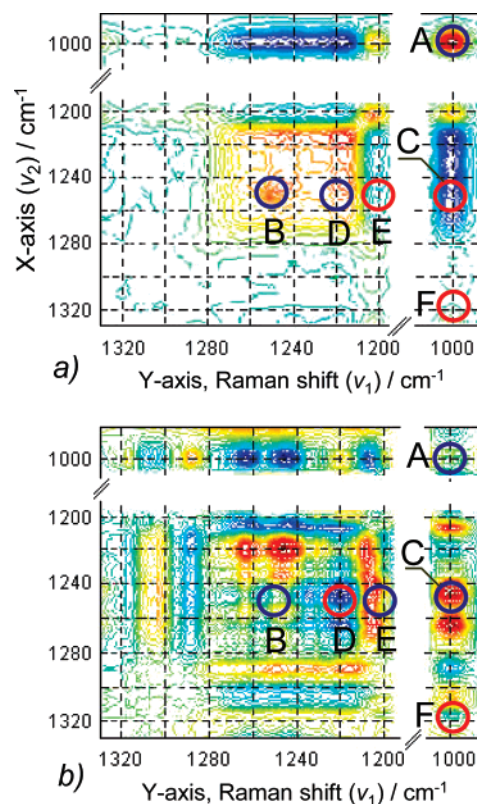 A
1000
1200
C
1240
B
D
E
1280
F
1320
X-axis (ν2) / cm⁻¹
1320 1280 1240 1200 1000
a)
Y-axis, Raman shift (ν1) / cm⁻¹
A
1000
1200
C
1240
B
D
E
1280
F
1320
X-axis (ν2) / cm⁻¹
1320 1280 1240 1200 1000
b)
Y-axis, Raman shift (ν1) / cm⁻¹